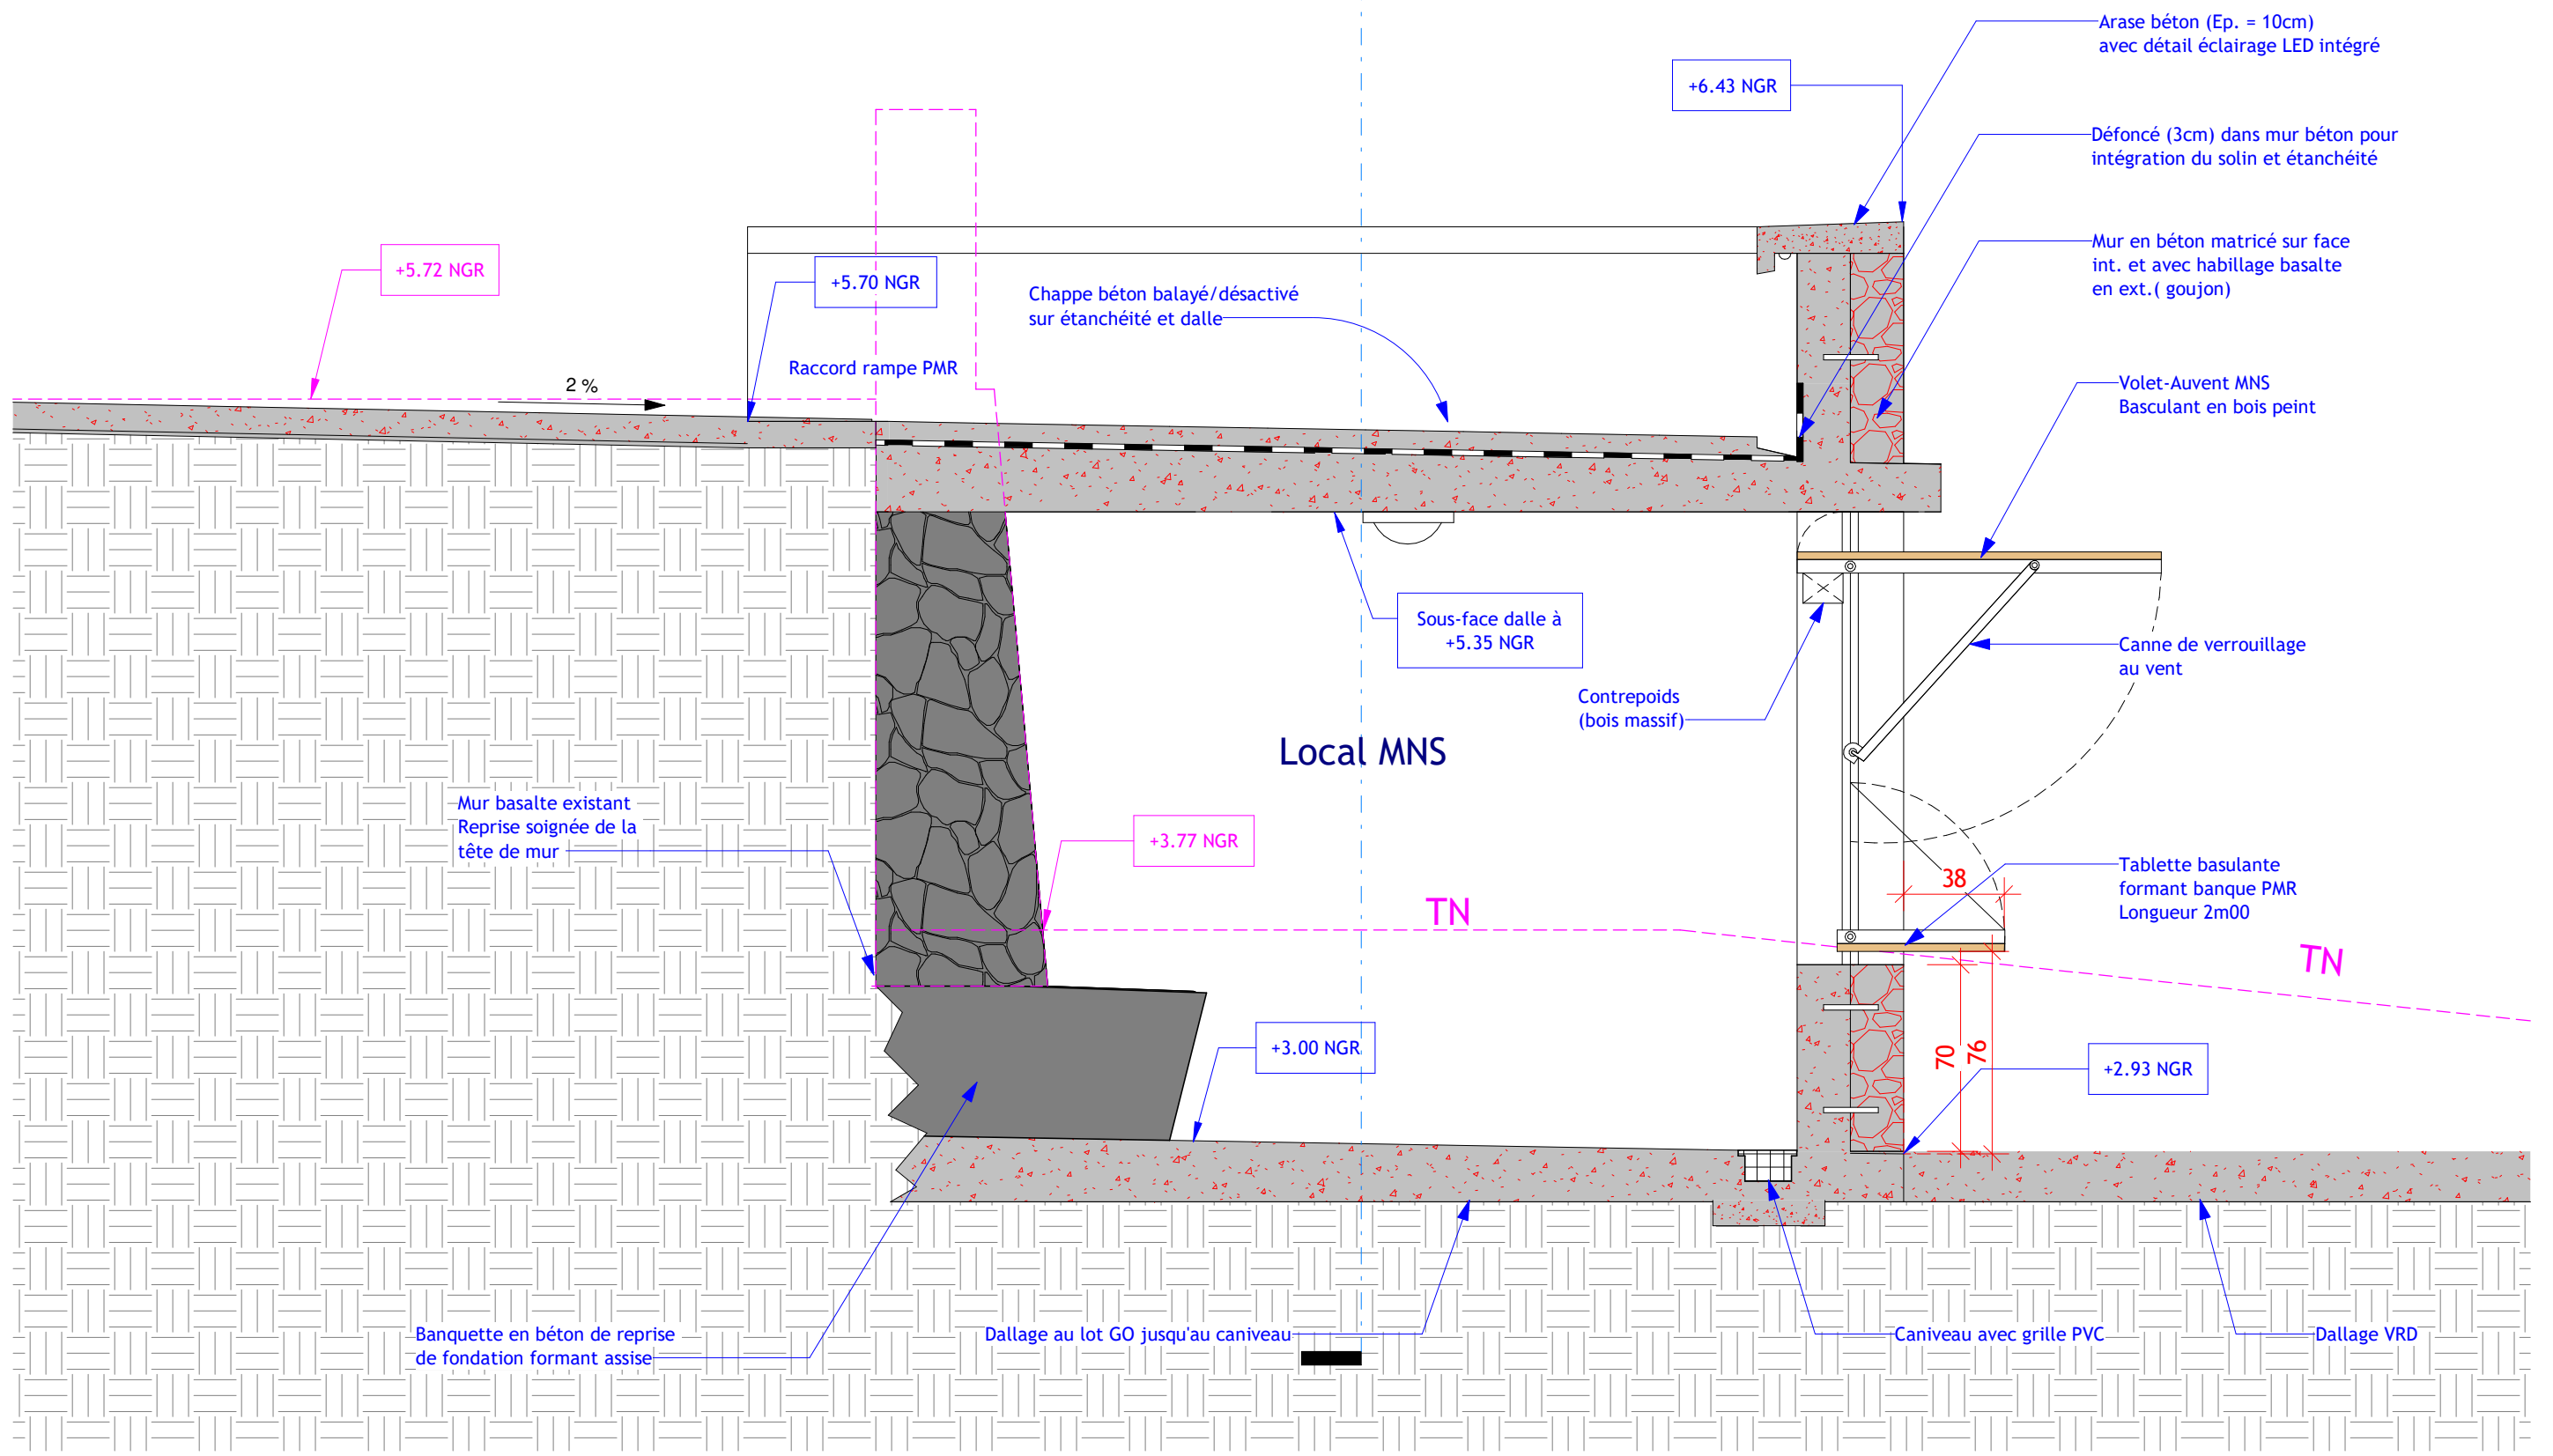 Arase béton (Ep. = 10cm)
avec détail éclairage LED intégré
+6.43 NGR
Défoncé (3cm) dans mur béton pour
intégration du solin et étanchéité
Mur en béton matricé sur face
int. et avec habillage basalte
en ext.( goujon)
+5.72 NGR
+5.70 NGR
Chappe béton balayé/désactivé
sur étanchéité et dalle
Raccord rampe PMR
2 %
Volet-Auvent MNS
Basculant en bois peint
Sous-face dalle à
+5.35 NGR
Canne de verrouillage
au vent
Contrepoids
(bois massif)
Local MNS
Mur basalte existant
Reprise soignée de la
tête de mur
+3.77 NGR
TN
38
Tablette basulante
formant banque PMR
Longueur 2m00
TN
+3.00 NGR
70
76
+2.93 NGR
Banquette en béton de reprise
de fondation formant assise
Dallage au lot GO jusqu'au caniveau
Caniveau avec grille PVC
Dallage VRD